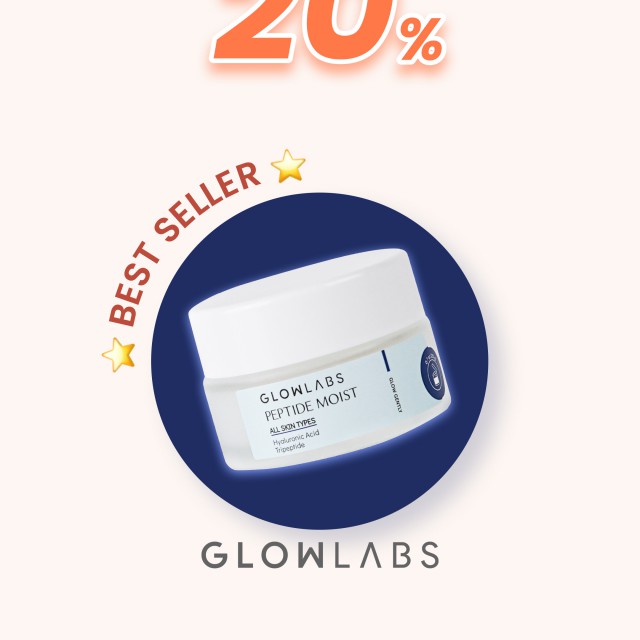 20%
BEST SELLER
GLOWLABS
PEPTIDE MOIST
ALL SKIN TYPES
Hyaluronic Acid
Tripeptide
GLOW GENTLY
GLOWLABS